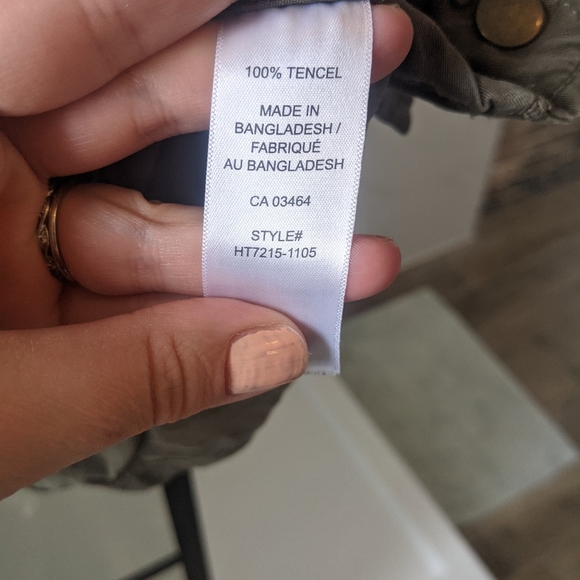 100% TENCEL
MADE IN
BANGLADESH /
FABRIQUÉ
AU BANGLADESH
CA 03464
STYLE#
HT7215-1105